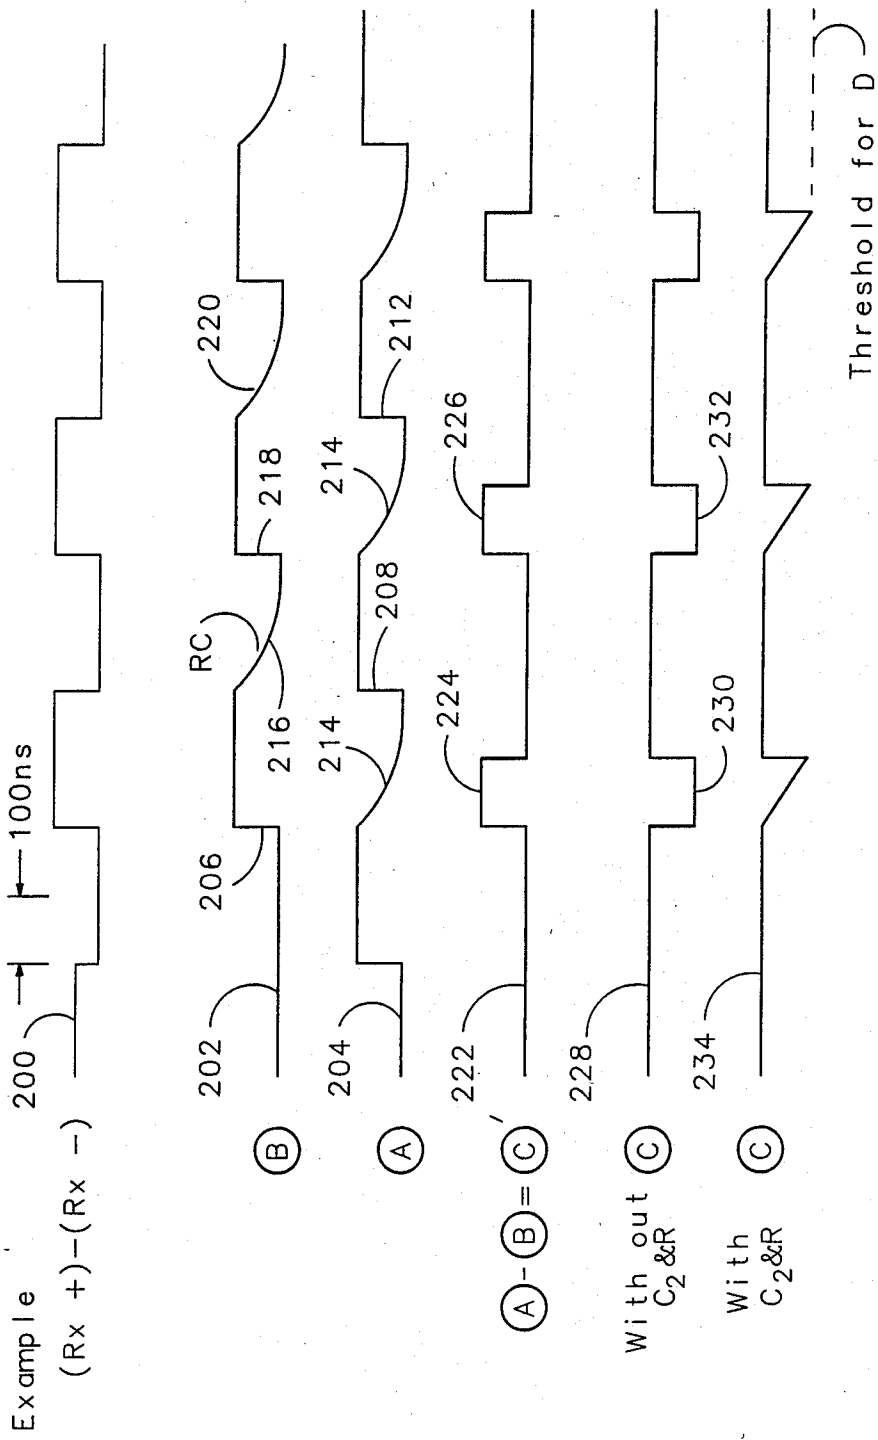 Example
(Rx +)-(Rx -)
200
100ns
B
202
206
216
RC
218
220
A
204
214
208
214
212
A - B = C'
222
224
226
With out
C2 &R
C
228
230
232
With
C2&R
C
234
Threshold for D